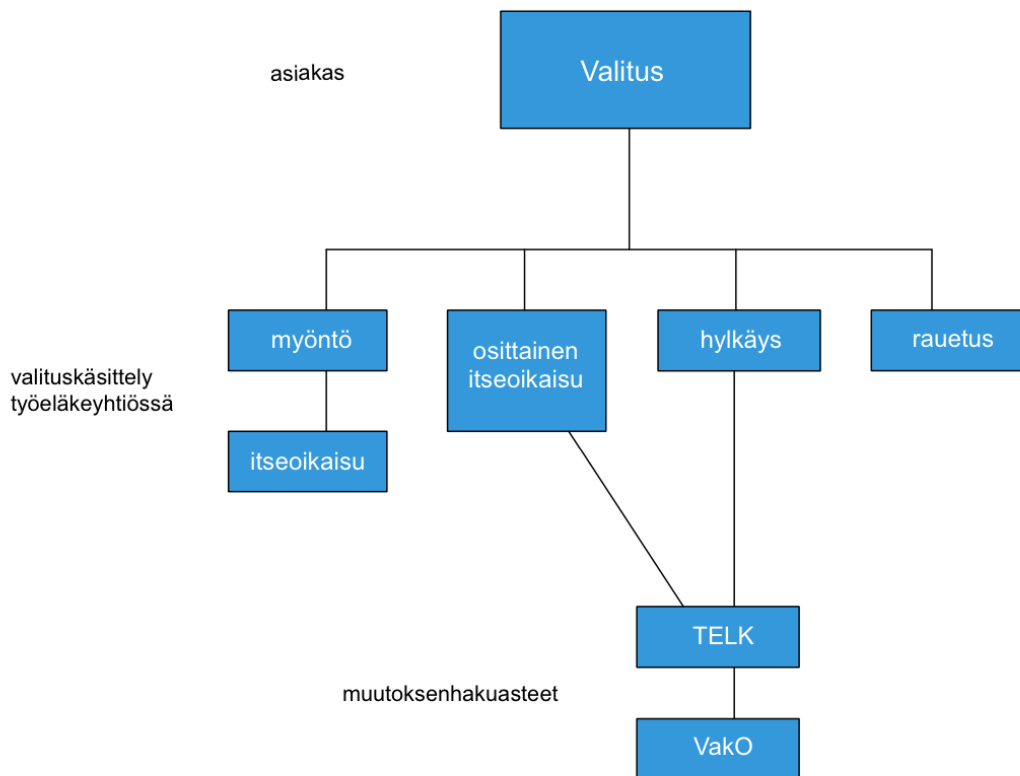 asiakas
Valitus
valituskäsittely
työeläkeyhtiössä
myöntö
osittainen
itseoikaisu
hylkäys
rauetus
itseoikaisu
muutoksenhakuasteet
TELK
VakO